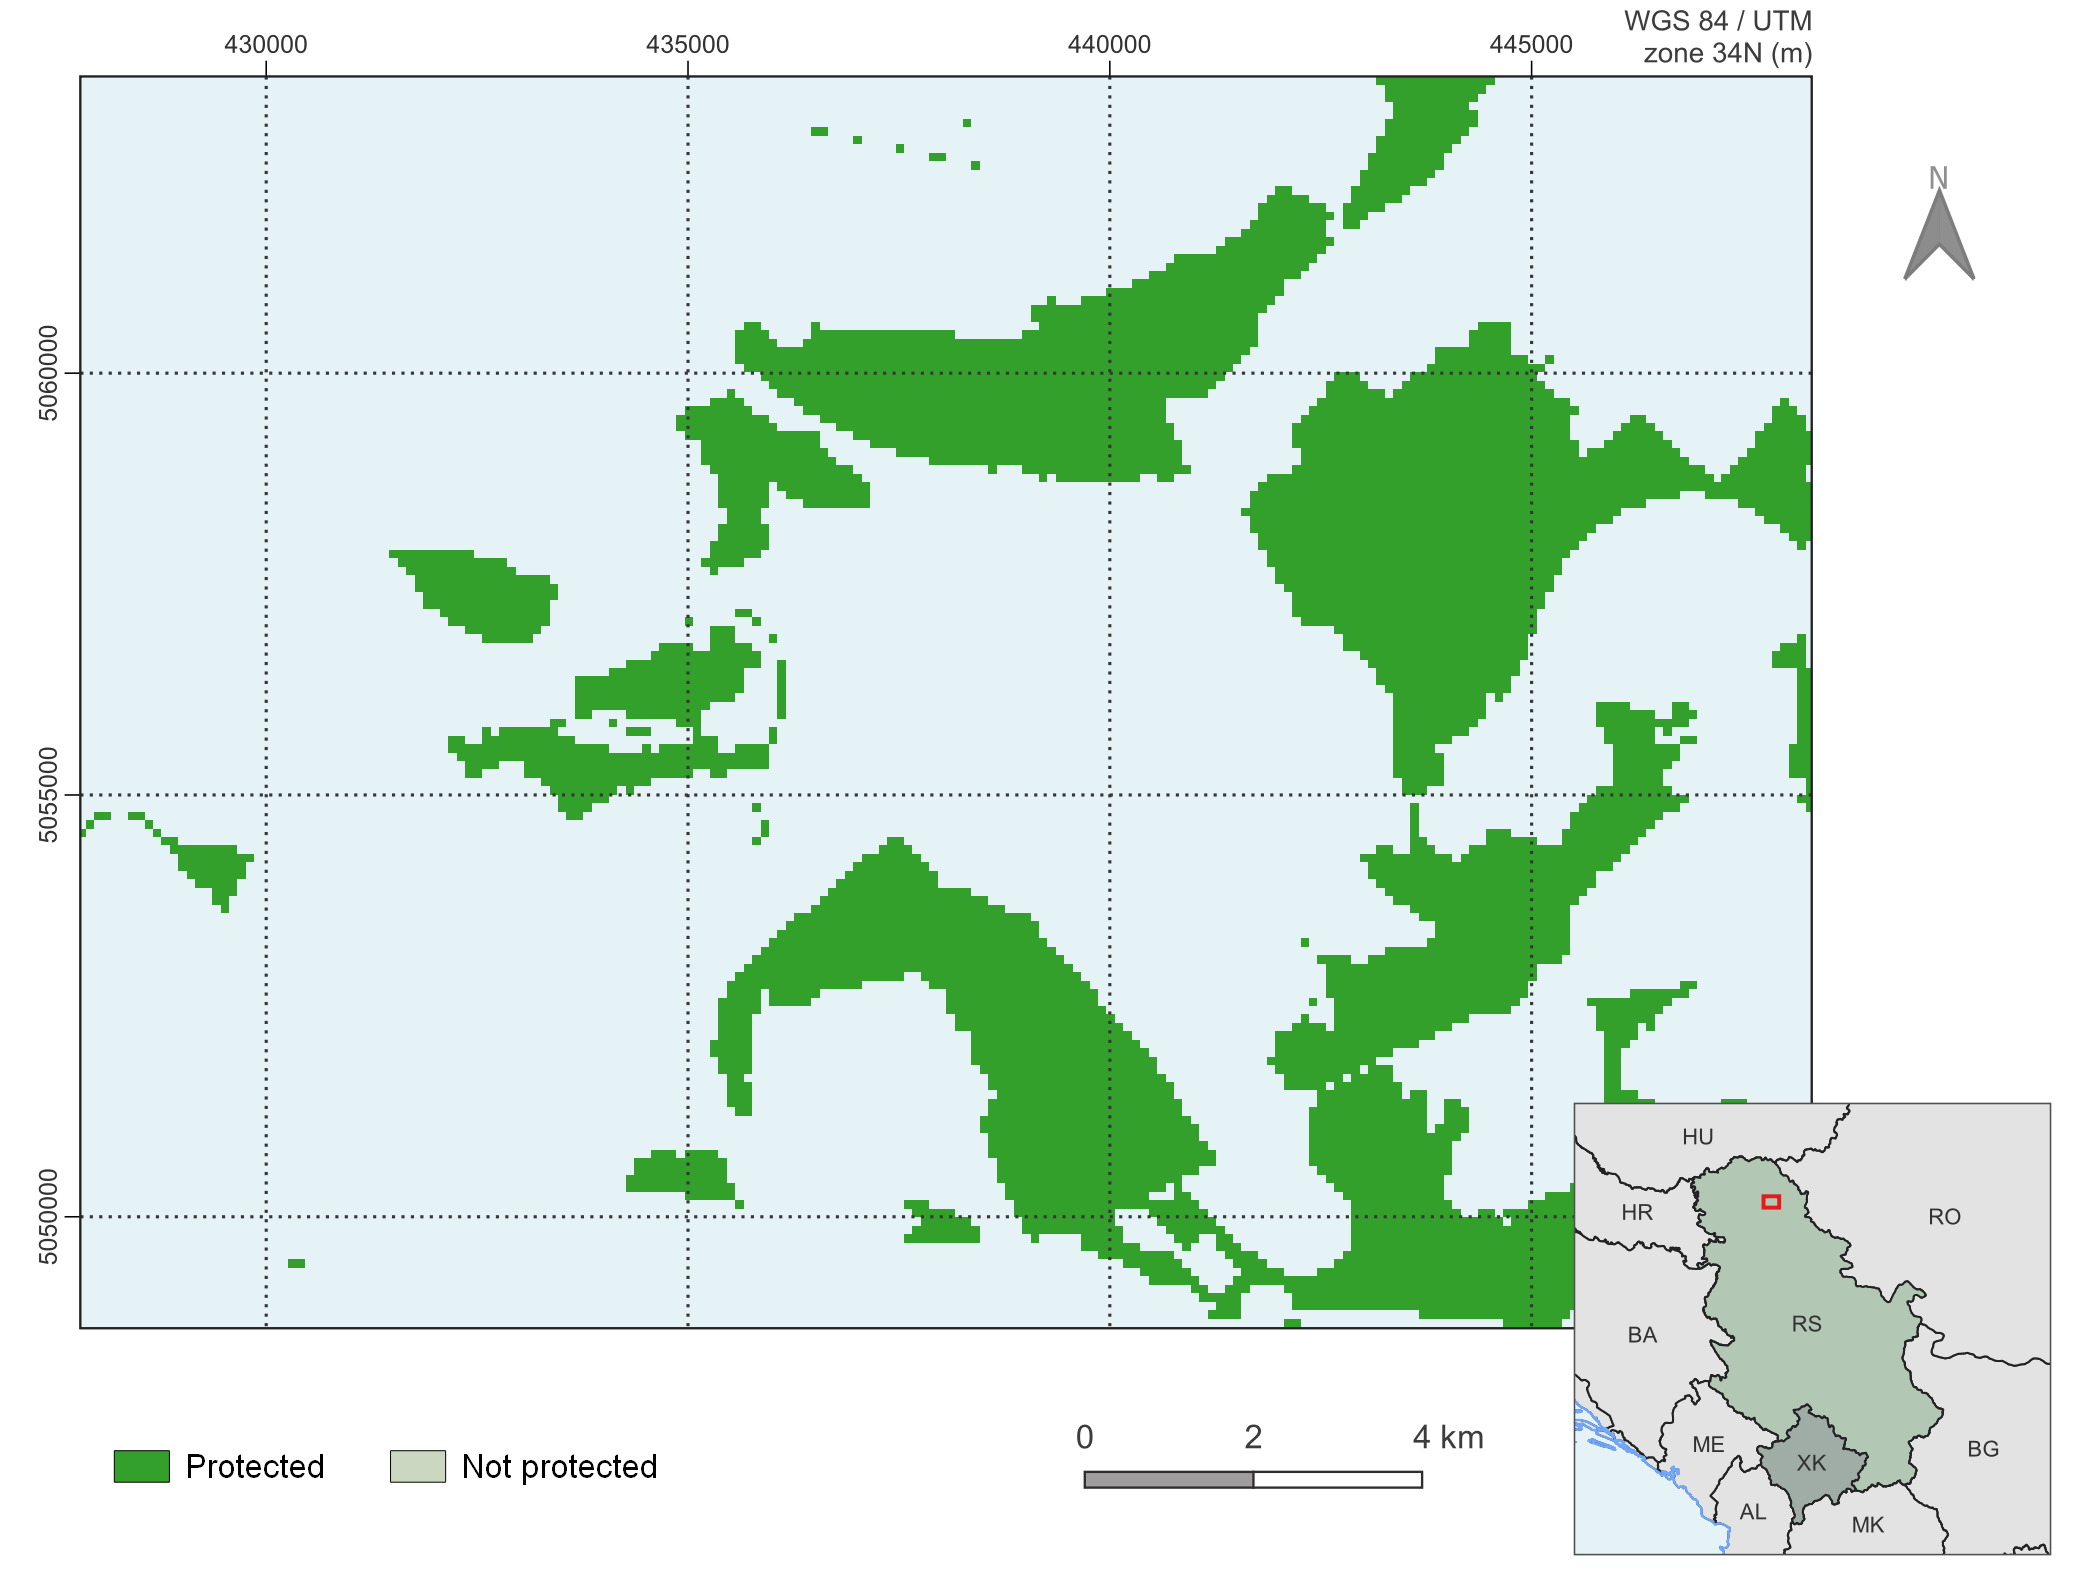 WGS 84 / UTM
zone 34N (m)
430000
435000
440000
445000
5060000
5055000
5050000
N
HU
HR
RO
BA
RS
ME
XK
BG
AL
MK
0 2 4 km
Protected
Not protected